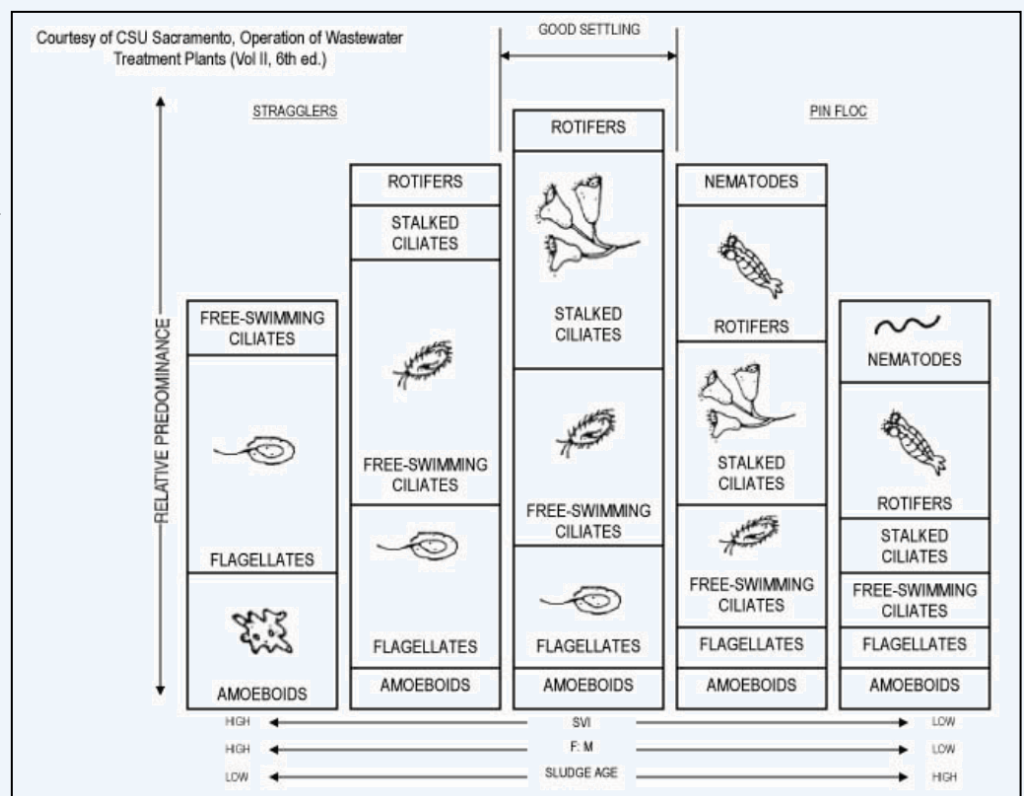 Courtesy of CSU Sacramento, Operation of Wastewater
Treatment Plants (Vol II, 6th ed.)
GOOD SETTLING
STRAGGLERS
PIN FLOC
RELATIVE PREDOMINANCE
FREE-SWIMMING
CILIATES
FLAGELLATES
AMOEBOIDS
ROTIFERS
STALKED
CILIATES
FREE-SWIMMING
CILIATES
FLAGELLATES
AMOEBOIDS
ROTIFERS
STALKED
CILIATES
FREE-SWIMMING
CILIATES
FLAGELLATES
AMOEBOIDS
NEMATODES
ROTIFERS
STALKED
CILIATES
FREE-SWIMMING
CILIATES
FLAGELLATES
AMOEBOIDS
NEMATODES
ROTIFERS
STALKED
CILIATES
FREE-SWIMMING
CILIATES
FLAGELLATES
AMOEBOIDS
HIGH SVI LOW
HIGH F: M LOW
LOW SLUDGE AGE HIGH